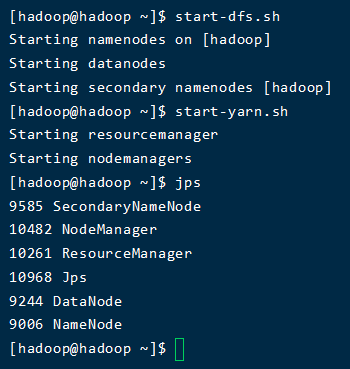 [hadoop@hadoop ~]$ start-dfs.sh
Starting namenodes on [hadoop]
Starting datanodes
Starting secondary namenodes [hadoop]
[hadoop@hadoop ~]$ start-yarn.sh
Starting resourcemanager
Starting nodemanagers
[hadoop@hadoop ~]$ jps
9585 SecondaryNameNode
10482 NodeManager
10261 ResourceManager
10968 Jps
9244 DataNode
9006 NameNode
[hadoop@hadoop ~]$